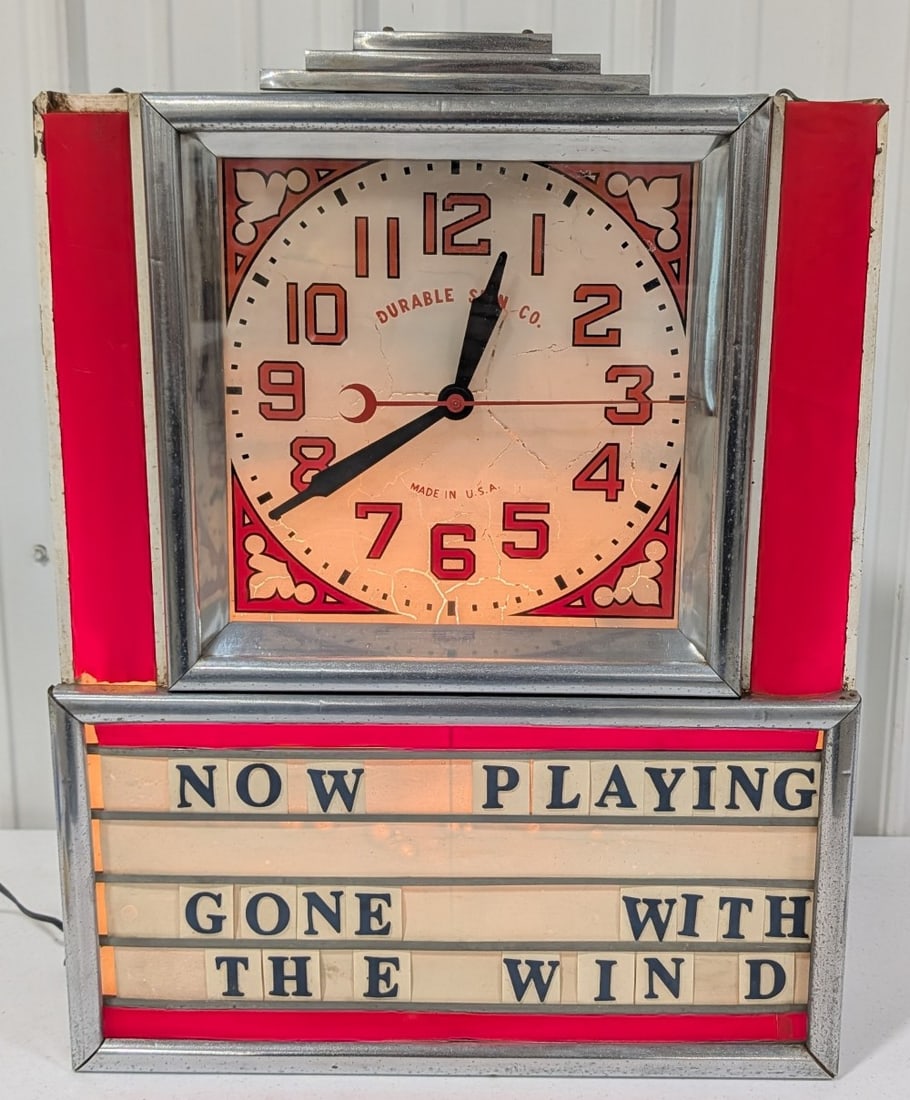 12
11 1
DURABLE SIGN CO.
10 2
9 3
8 4
MADE IN U.S.A.
7 5
6
NOW PLAYING
GONE WITH
THE WIND